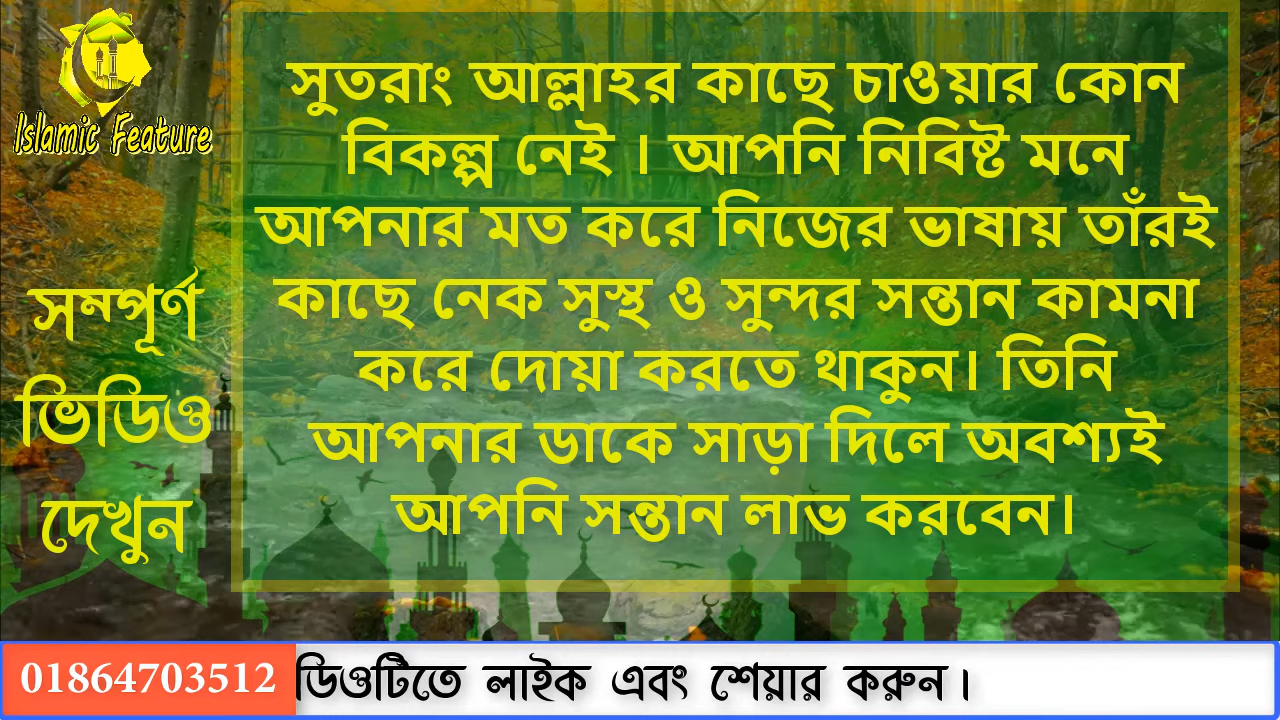 Islamic Feature
সুতরাং আল্লাহর কাছে চাওয়ার কোন
বিকল্প নেই । আপনি নিবিষ্ট মনে
আপনার মত করে নিজের ভাষায় তাঁরই
কাছে নেক সুস্থ ও সুন্দর সন্তান কামনা
করে দোয়া করতে থাকুন। তিনি
আপনার ডাকে সাড়া দিলে অবশ্যই
আপনি সন্তান লাভ করবেন।
সম্পূর্ণ
ভিডিও
দেখুন
01864703512
ডিওটিতে লাইক এবং শেয়ার করুন।